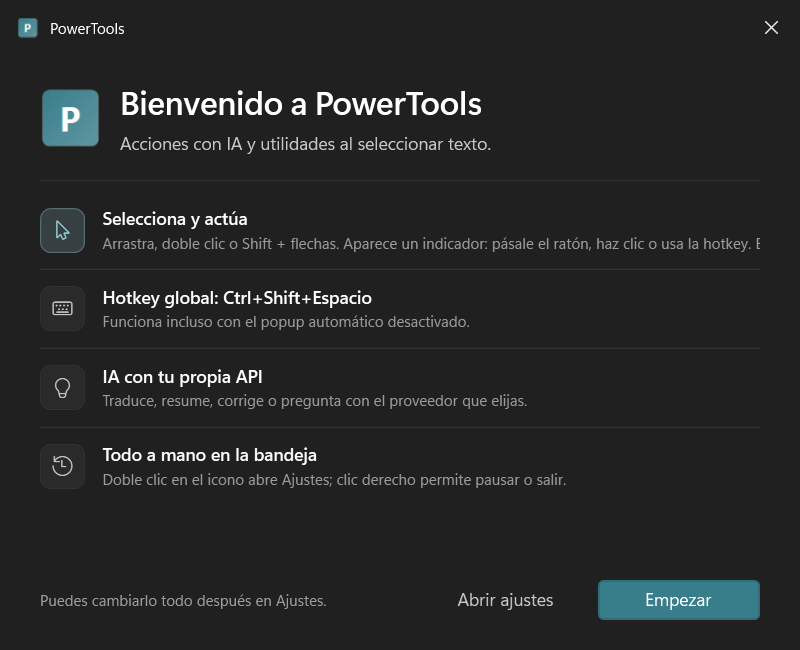 P PowerTools
P
Bienvenido a PowerTools
Acciones con IA y utilidades al seleccionar texto.
Selecciona y actúa
Arrastra, doble clic o Shift + flechas. Aparece un indicador: pásale el ratón, haz clic o usa la hotkey.
Hotkey global: Ctrl+Shift+Espacio
Funciona incluso con el popup automático desactivado.
IA con tu propia API
Traduce, resume, corrige o pregunta con el proveedor que elijas.
Todo a mano en la bandeja
Doble clic en el icono abre Ajustes; clic derecho permite pausar o salir.
Puedes cambiarlo todo después en Ajustes.
Abrir ajustes
Empezar